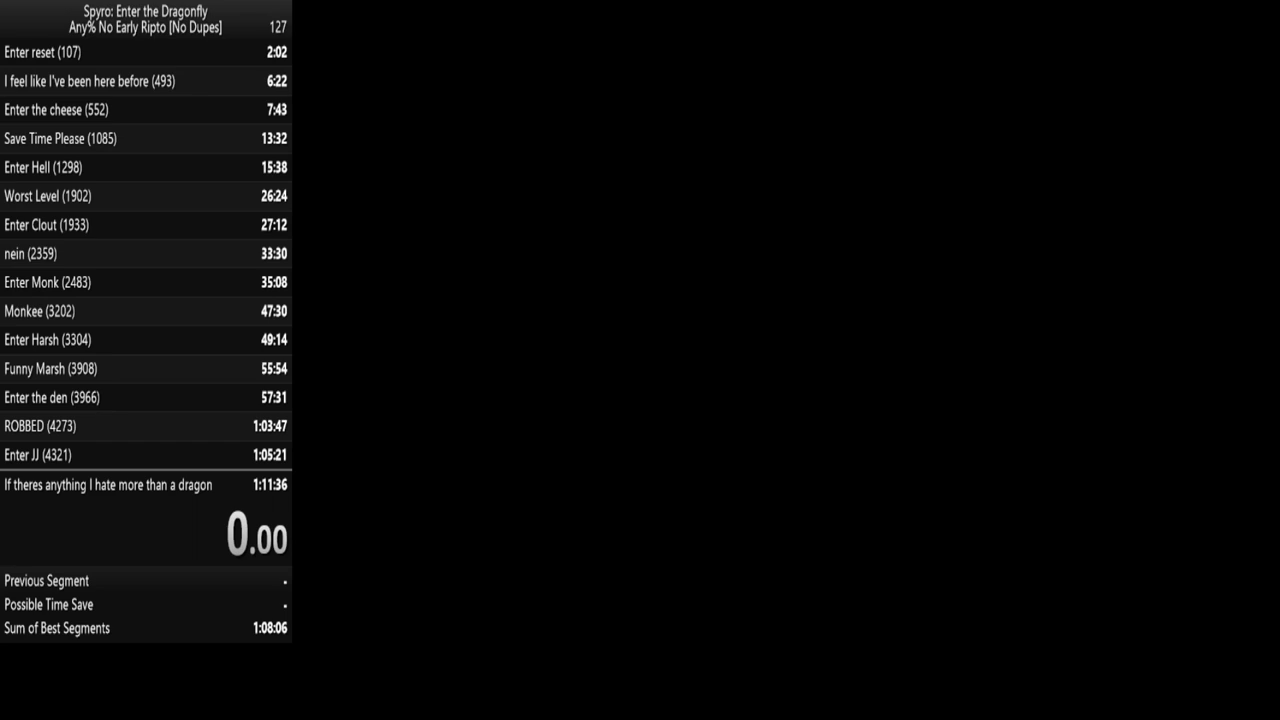 Spyro: Enter the Dragonfly
Any% No Early Ripto [No Dupes] 127
Enter reset (107) 2:02
I feel like I've been here before (493) 6:22
Enter the cheese (552) 7:43
Save Time Please (1085) 13:32
Enter Hell (1298) 15:38
Worst Level (1902) 26:24
Enter Clout (1933) 27:12
nein (2359) 33:30
Enter Monk (2483) 35:08
Monkee (3202) 47:30
Enter Harsh (3304) 49:14
Funny Marsh (3908) 55:54
Enter the den (3966) 57:31
ROBBED (4273) 1:03:47
Enter JJ (4321) 1:05:21
If theres anything I hate more than a dragon 1:11:36
0.00
Previous Segment -
Possible Time Save -
Sum of Best Segments 1:08:06